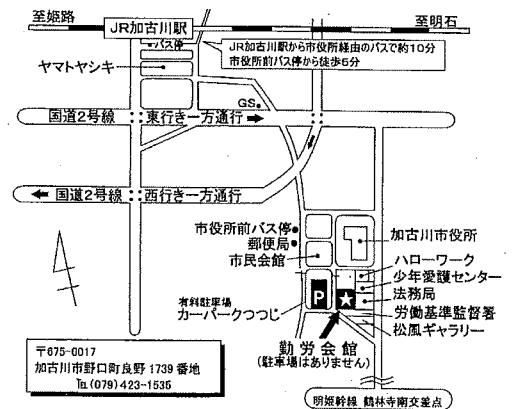 至姫路
JR加古川駅
至明石
バス停
JR加古川駅から市役所経由のバスで約10分
市役所前バス停から徒歩5分
ヤマトヤシキ
GS
国道2号線
東行き一方通行
国道2号線
西行き一方通行
市役所前バス停
郵便局
市民会館
加古川市役所
ハローワーク
少年愛護センター
法務局
労働基準監督署
松風ギャラリー
有料駐車場
カーパークつつじ
P
勤労会館
(駐車場はありません)
〒675-0017
加古川市野口町良野 1739 番地
Tel (079) 423-1535
明姫幹線 鶴林寺南交差点